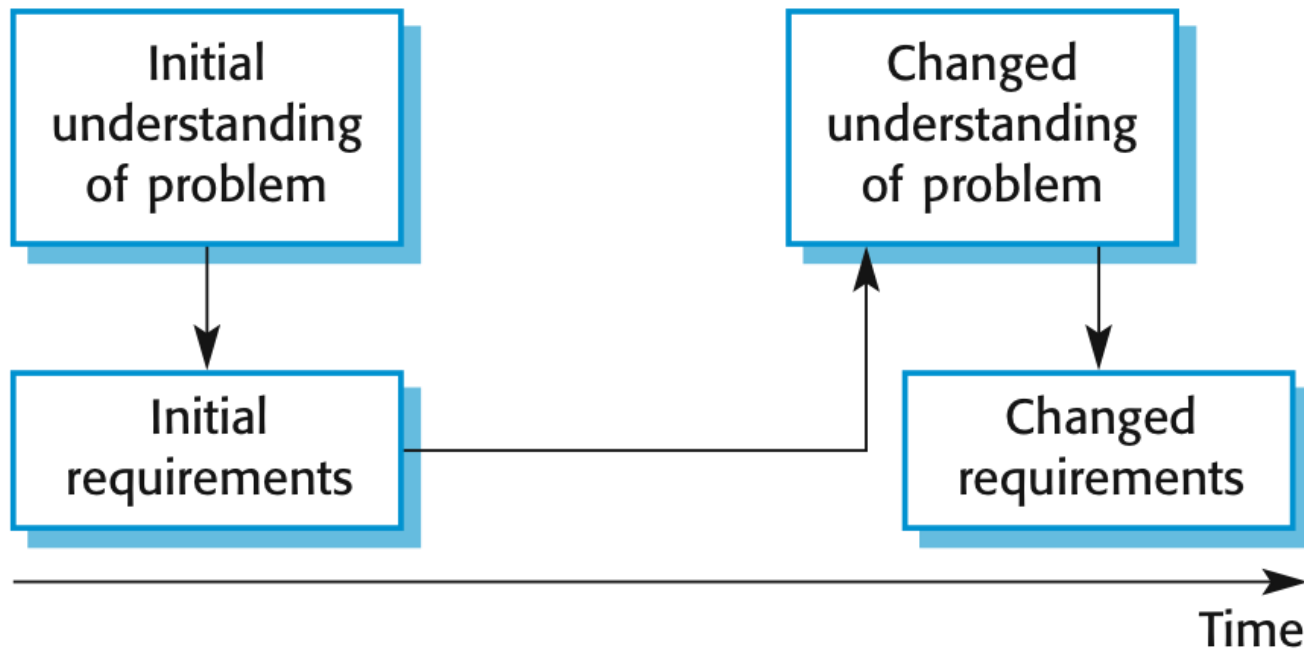 Initial
understanding
of problem
Initial
requirements
Changed
understanding
of problem
Changed
requirements
Time